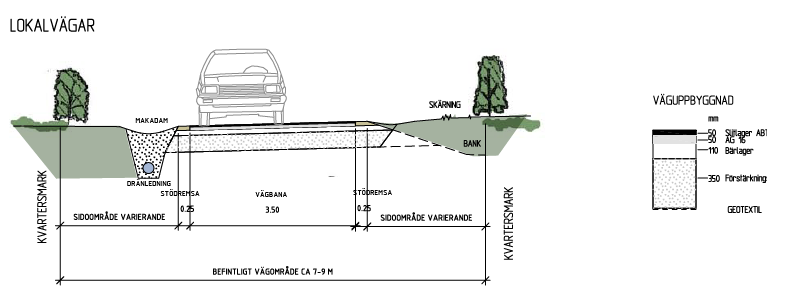 LOKALVÄGAR
SKÄRNING
MAKADAM
BANK
DRÄNLEDNING
STÖDREMSA
VÄGBANA
STÖDREMSA
0.25
3.50
0.25
SIDOOMRÅDE VARIERANDE
SIDOOMRÅDE VARIERANDE
KVARTERSMARK
KVARTERSMARK
BEFINTLIGT VÄGOMRÅDE CA 7-9 M
VÄGUPPBYGGNAD
mm
50 Slitlager ABT
50 AG 16
110 Bärlager
350 Förstärkning
GEOTEXTIL